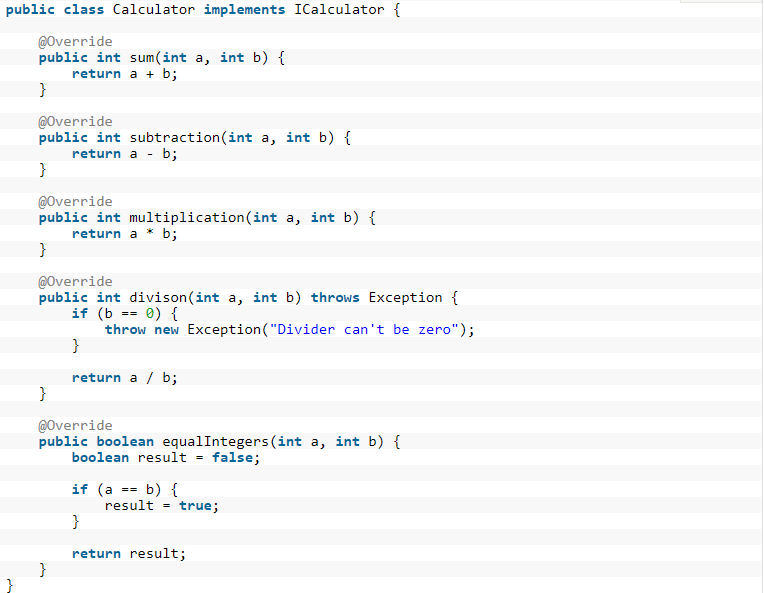 public class Calculator implements ICalculator {
@Override
public int sum(int a, int b) {
return a + b;
}
@Override
public int subtraction(int a, int b) {
return a - b;
}
@Override
public int multiplication(int a, int b) {
return a * b;
}
@Override
public int divison(int a, int b) throws Exception {
if (b == 0) {
throw new Exception("Divider can't be zero");
}
return a / b;
}
@Override
public boolean equalIntegers(int a, int b) {
boolean result = false;
if (a == b) {
result = true;
}
return result;
}
}